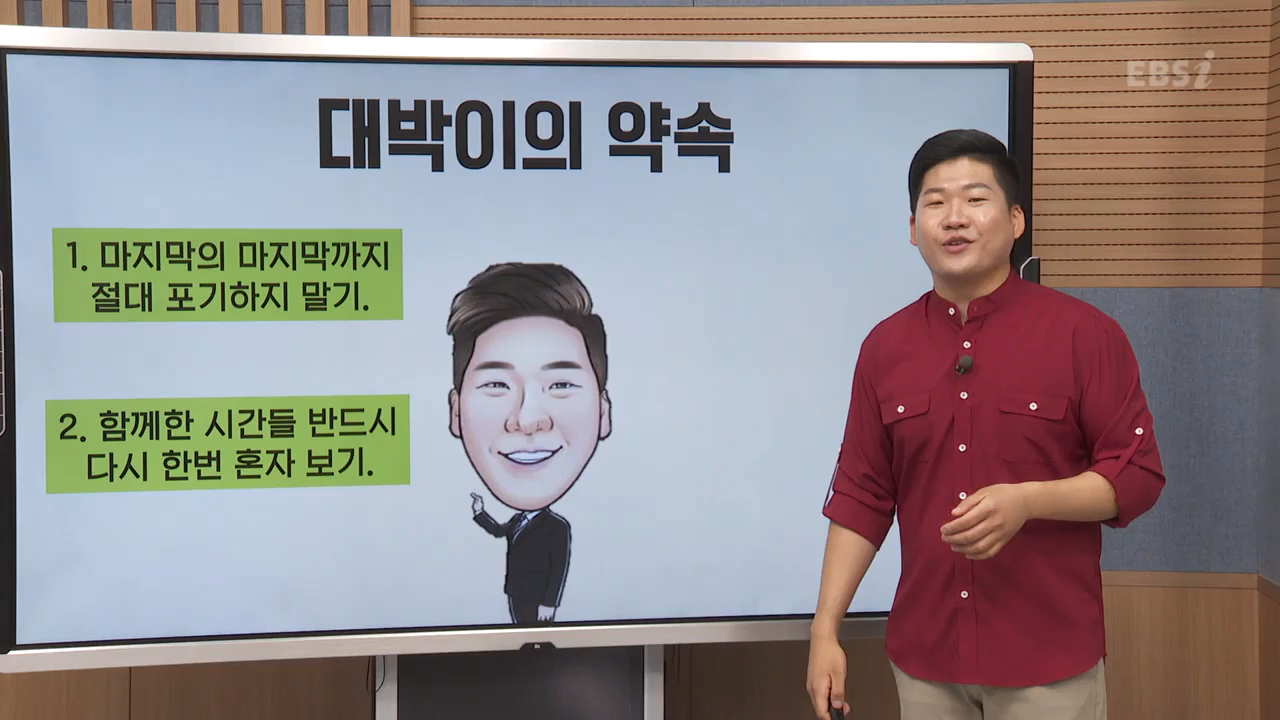 EBSi
대박이의 약속
1. 마지막의 마지막까지
절대 포기하지 말기.
2. 함께한 시간들 반드시
다시 한번 혼자 보기.